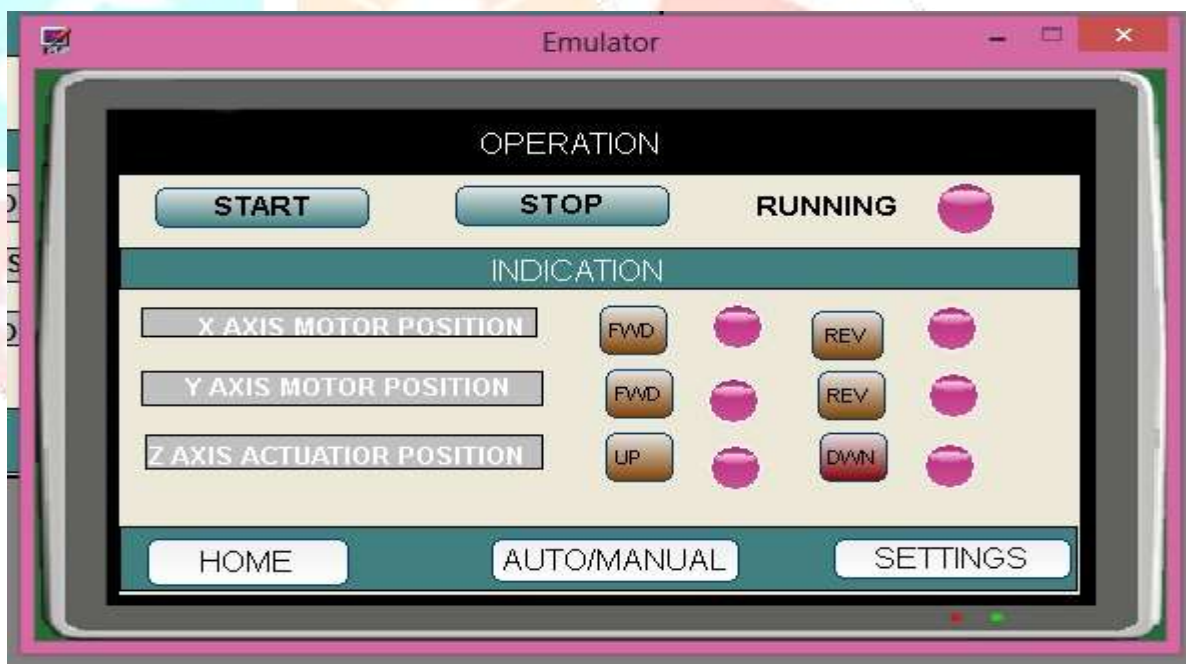 Emulator
OPERATION
START STOP RUNNING
INDICATION
X AXIS MOTOR POSITION FWD REV
Y AXIS MOTOR POSITION FWD REV
Z AXIS ACTUATIOR POSITION UP DWN
HOME AUTO/MANUAL SETTINGS